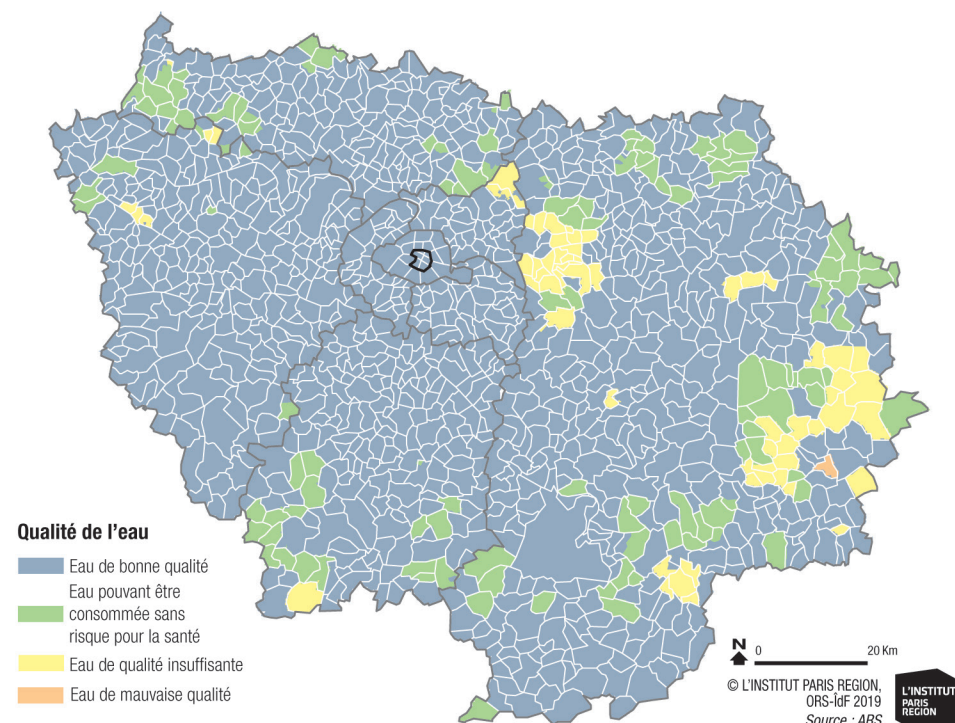 Qualité de l'eau
Eau de bonne qualité
Eau pouvant être
consommée sans
risque pour la santé
Eau de qualité insuffisante
Eau de mauvaise qualité
N
0 20 Km
© L'INSTITUT PARIS REGION,
ORS-ÎdF 2019
Source : ARS
L'INSTITUT
PARIS
REGION